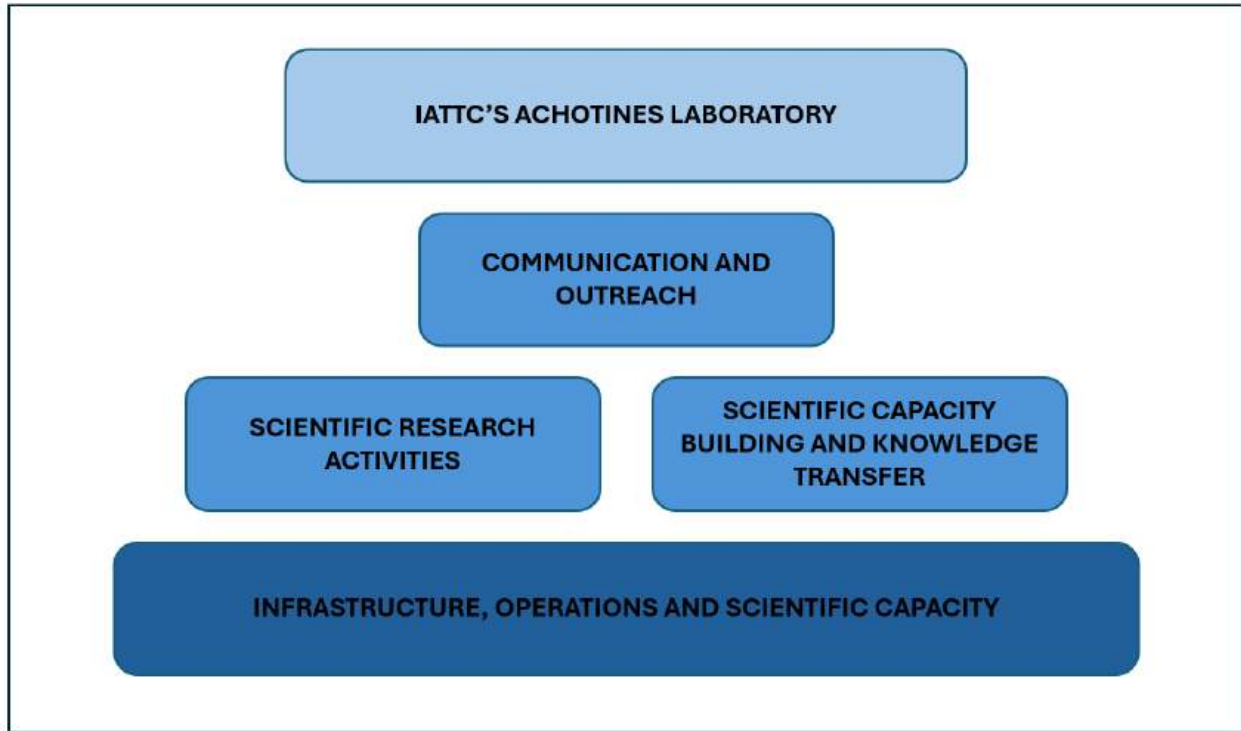 IATTC'S ACHOTINES LABORATORY
COMMUNICATION AND
OUTREACH
SCIENTIFIC RESEARCH
ACTIVITIES
SCIENTIFIC CAPACITY
BUILDING AND KNOWLEDGE
TRANSFER
INFRASTRUCTURE, OPERATIONS AND SCIENTIFIC CAPACITY